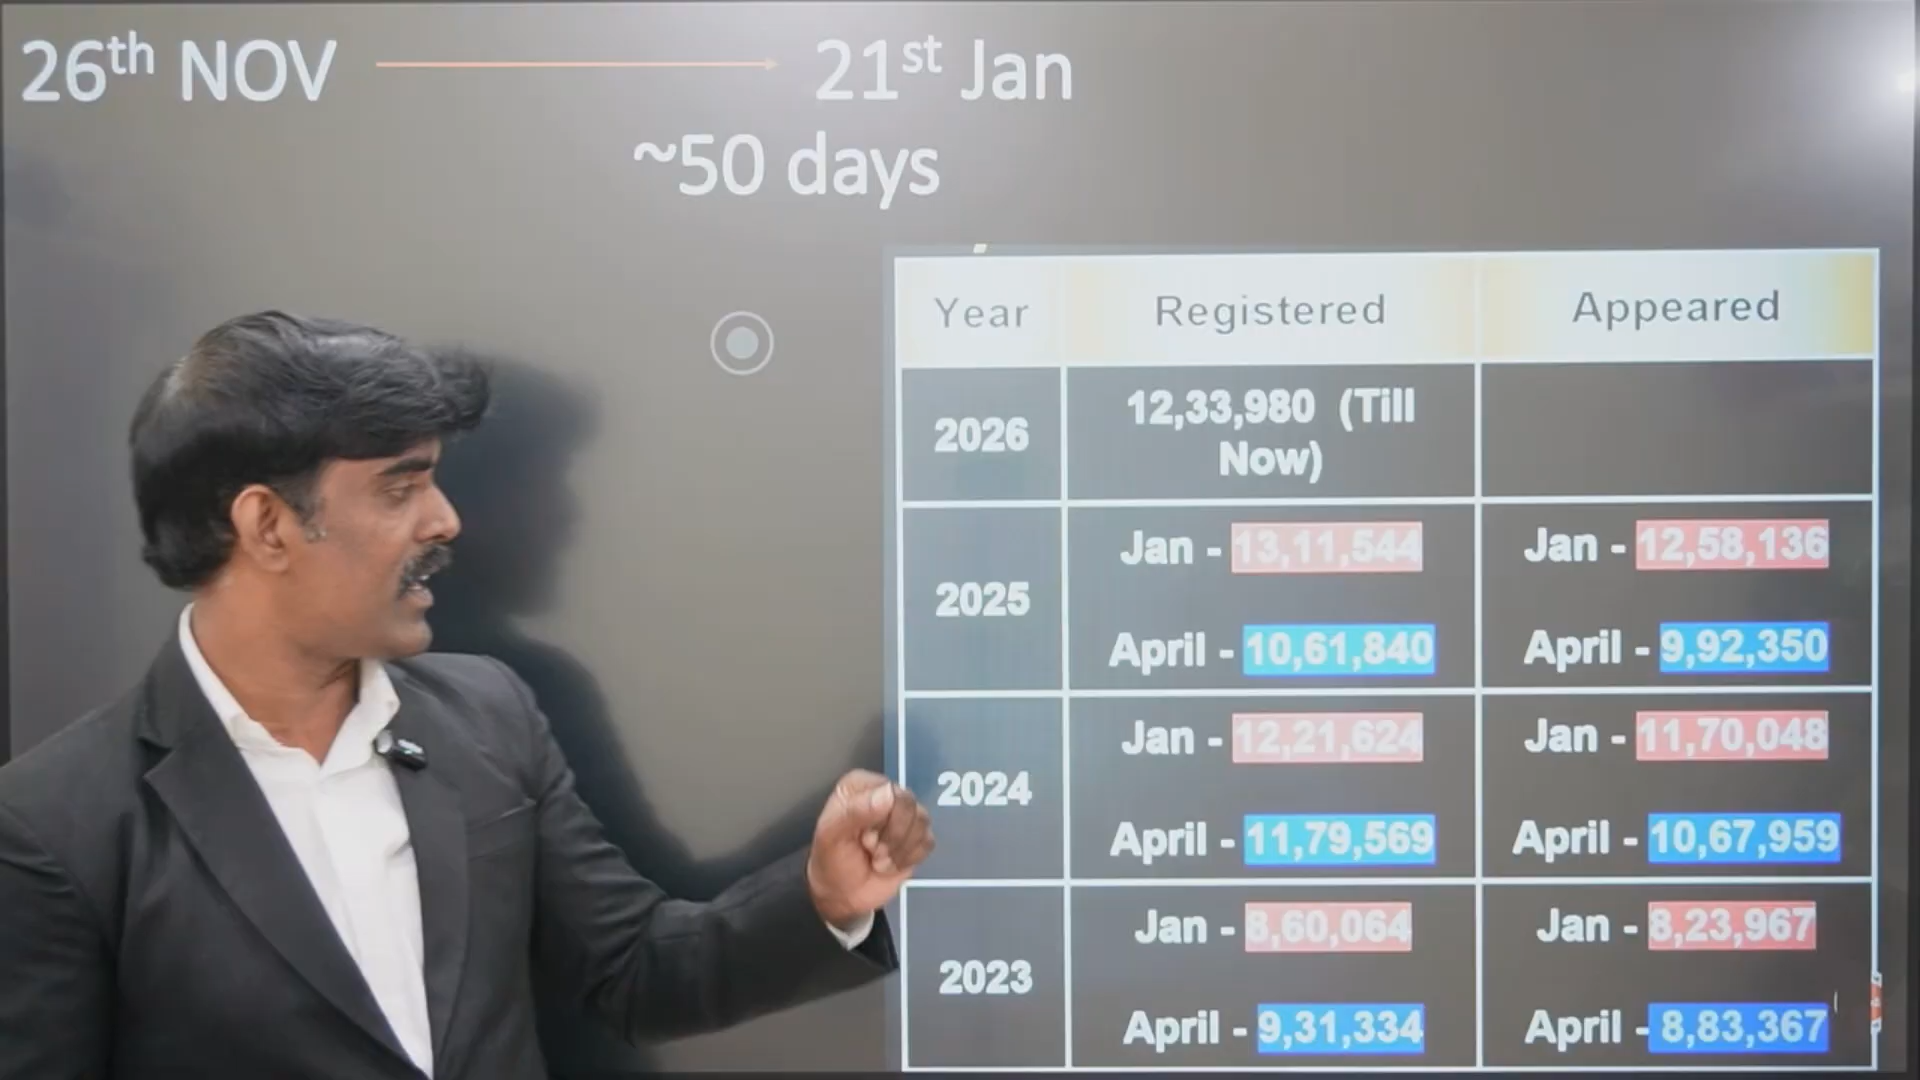 26th NOV
21st Jan
~50 days
Year Registered Appeared
2026 12,33,980 (Till
Now)
2025
Jan - 13,11,544 Jan - 12,58,136
April - 10,61,840 April - 9,92,350
2024
Jan - 12,21,624 Jan - 11,70,048
April - 11,79,569 April - 10,67,959
2023
Jan - 8,60,064 Jan - 8,23,967
April - 9,31,334 April - 8,83,367